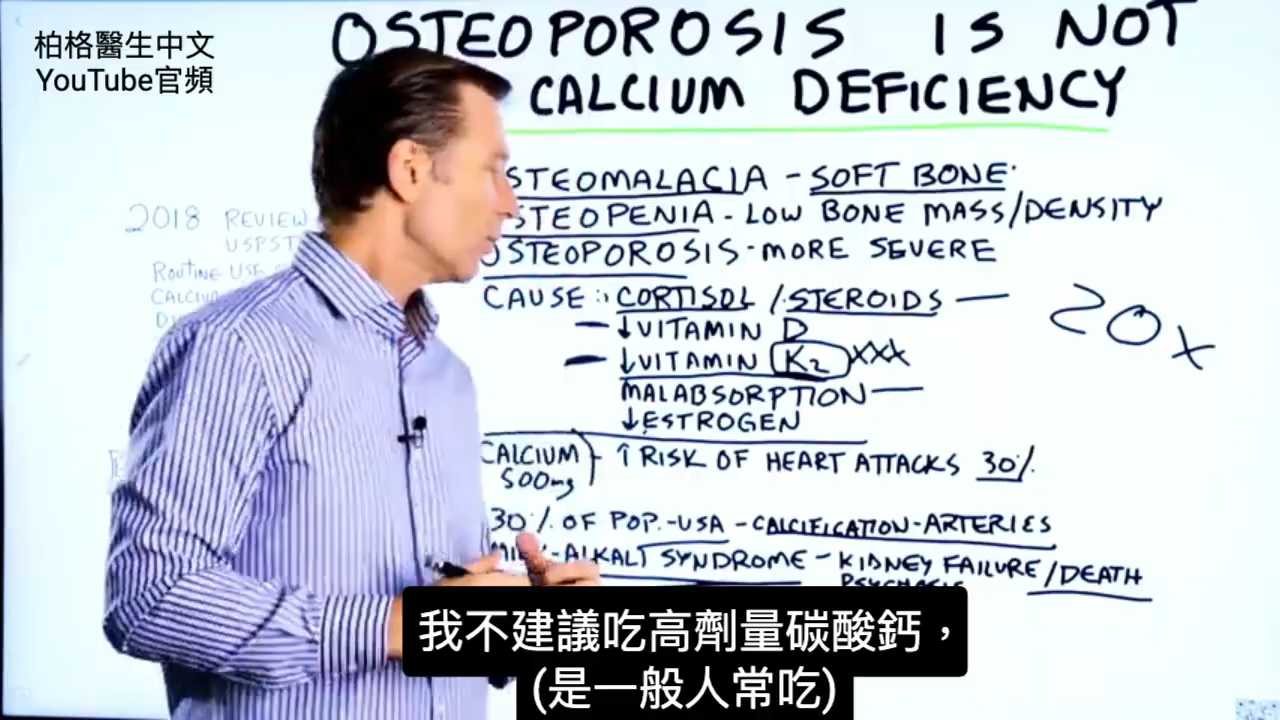 柏格醫生中文
YouTube官頻
OSTEOPOROSIS IS NOT
CALCIUM DEFICIENCY
2018 REVIEW
ROUTINE USE
STEOMALACIA - SOFT BONE
STEOPENIA - LOW BONE MASS/DENSITY
OSTEOPOROSIS - MORE SEVERE
CAUSE: CORTISOL / STEROIDS — 20x
↓VITAMIN D
↓VITAMIN K2 XXX
MALABSORPTION —
↓ESTROGEN
CALCIUM 500mg } ↑ RISK OF HEART ATTACKS 30%
30% OF POP.-USA - CALCIFICATION-ARTERIES
-ALKALI SYNDROME - KIDNEY FAILURE/DEATH
我不建議吃高劑量碳酸鈣，
(是一般人常吃)